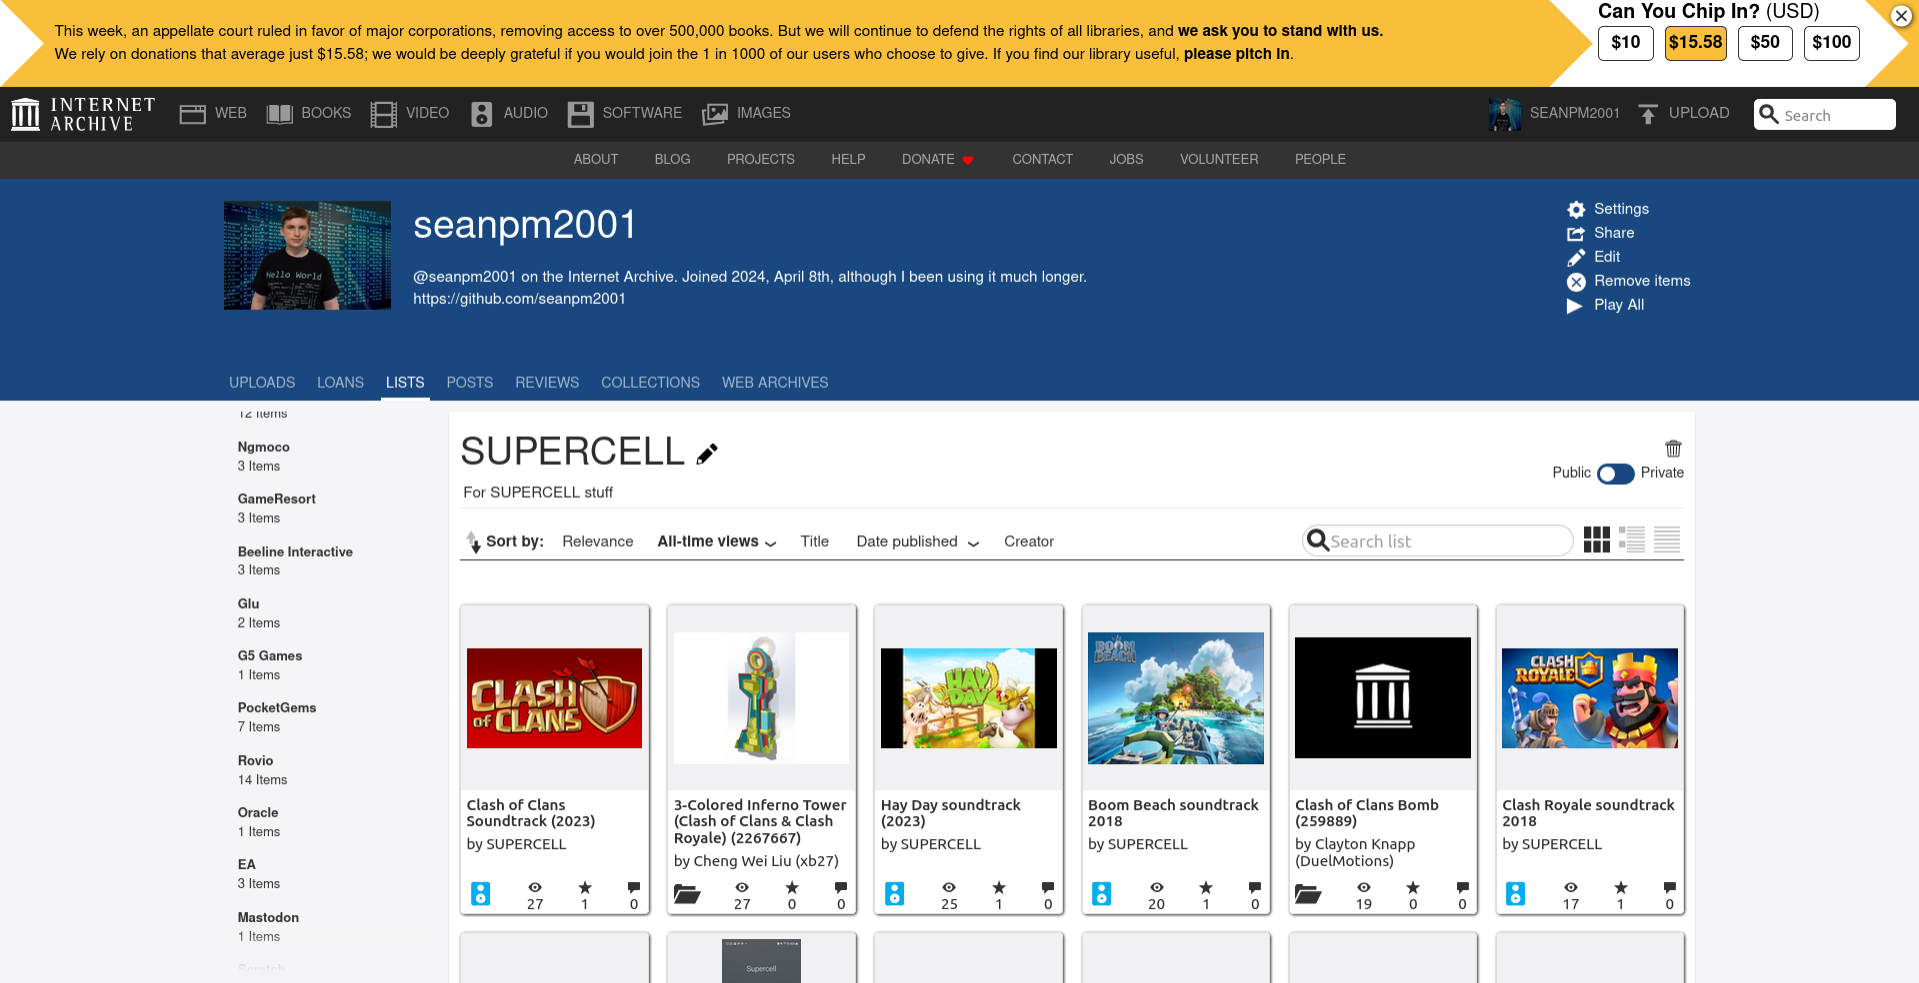 This week, an appellate court ruled in favor of major corporations, removing access to over 500,000 books. But we will continue to defend the rights of all libraries, and we ask you to stand with us.
We rely on donations that average just $15.58; we would be deeply grateful if you would join the 1 in 1000 of our users who choose to give. If you find our library useful, please pitch in.
Can You Chip In? (USD)
$10 $15.58 $50 $100
INTERNET ARCHIVE
WEB BOOKS VIDEO AUDIO SOFTWARE IMAGES SEANPM2001 UPLOAD Search
ABOUT BLOG PROJECTS HELP DONATE CONTACT JOBS VOLUNTEER PEOPLE
seanpm2001
@seanpm2001 on the Internet Archive. Joined 2024, April 8th, although I been using it much longer.
https://github.com/seanpm2001
Hello World
Settings
Share
Edit
Remove items
Play All
UPLOADS LOANS LISTS POSTS REVIEWS COLLECTIONS WEB ARCHIVES
12 Items
Ngmoco
3 Items
GameResort
3 Items
Beeline Interactive
3 Items
Glu
2 Items
G5 Games
1 Items
PocketGems
7 Items
Rovio
14 Items
Oracle
1 Items
EA
3 Items
Mastodon
1 Items
Scratch
SUPERCELL
For SUPERCELL stuff
Public Private
Sort by: Relevance All-time views Title Date published Creator
Search list
CLASH of CLANS
Clash of Clans
Soundtrack (2023)
by SUPERCELL
27 1 0
3-Colored Inferno Tower
(Clash of Clans & Clash
Royale) (2267667)
by Cheng Wei Liu (xb27)
27 0 0
HAY DAY
Hay Day soundtrack
(2023)
by SUPERCELL
25 1 0
BOOM BEACH
Boom Beach soundtrack
2018
by SUPERCELL
20 1 0
Clash of Clans Bomb
(259889)
by Clayton Knapp
(DuelMotions)
19 0 0
CLASH ROYALE
Clash Royale soundtrack
2018
by SUPERCELL
17 1 0
Supercell